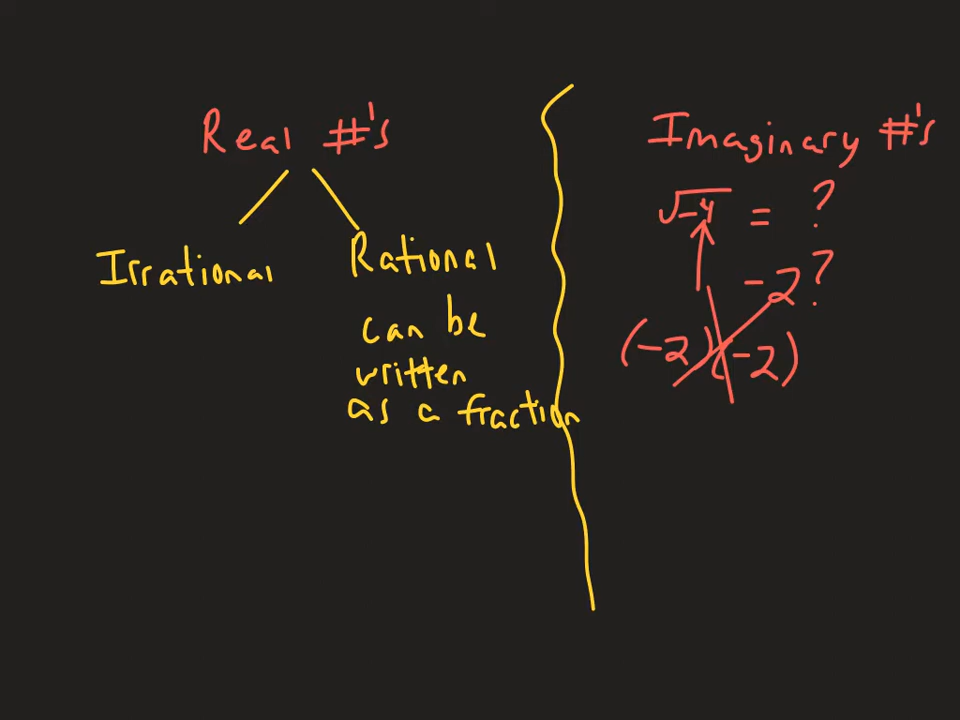 Real #'s
Irrational
Rational
can be
written
as a fraction
Imaginary #'s
√-4 = ?
-2?
(-2)(-2)